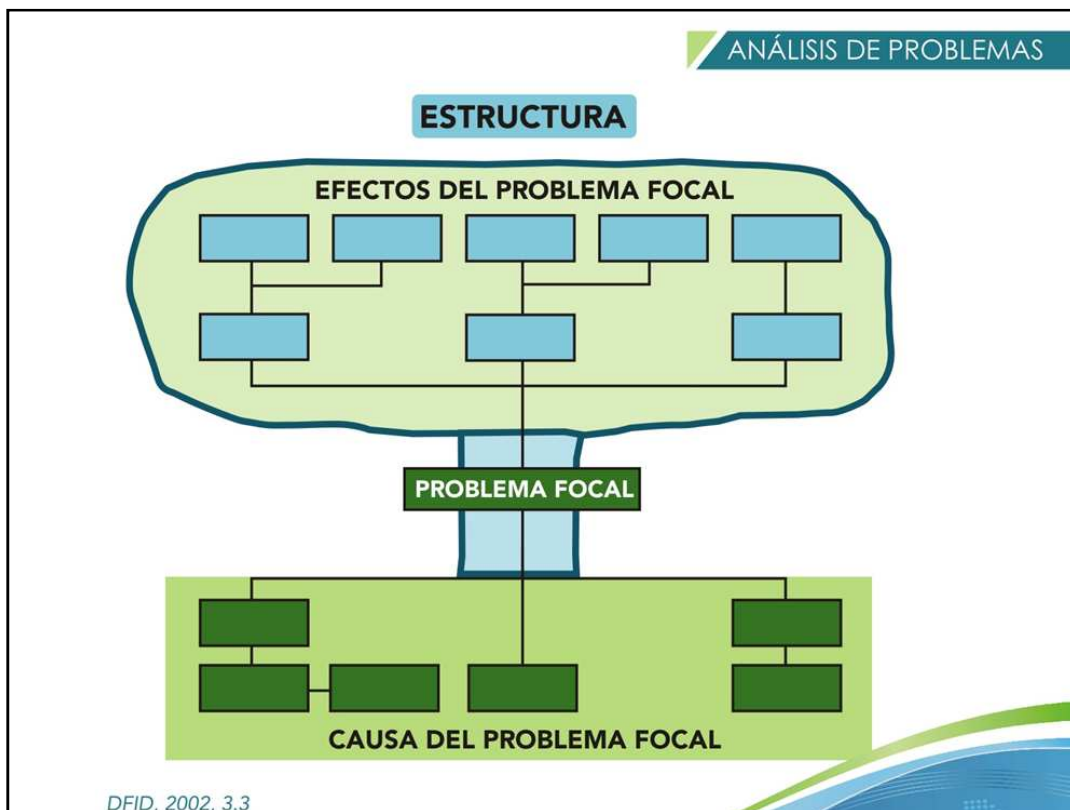 ANÁLISIS DE PROBLEMAS
ESTRUCTURA
EFECTOS DEL PROBLEMA FOCAL
PROBLEMA FOCAL
CAUSA DEL PROBLEMA FOCAL
DFID, 2002, 3.3